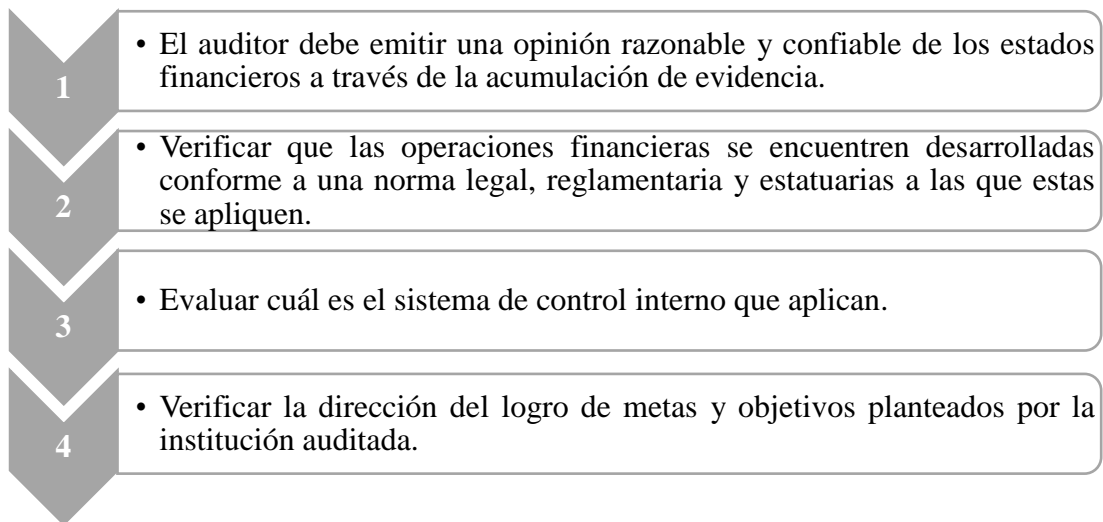 1
• El auditor debe emitir una opinión razonable y confiable de los estados
financieros a través de la acumulación de evidencia.
2
• Verificar que las operaciones financieras se encuentren desarrolladas
conforme a una norma legal, reglamentaria y estatuarias a las que estas
se apliquen.
3
• Evaluar cuál es el sistema de control interno que aplican.
4
• Verificar la dirección del logro de metas y objetivos planteados por la
institución auditada.